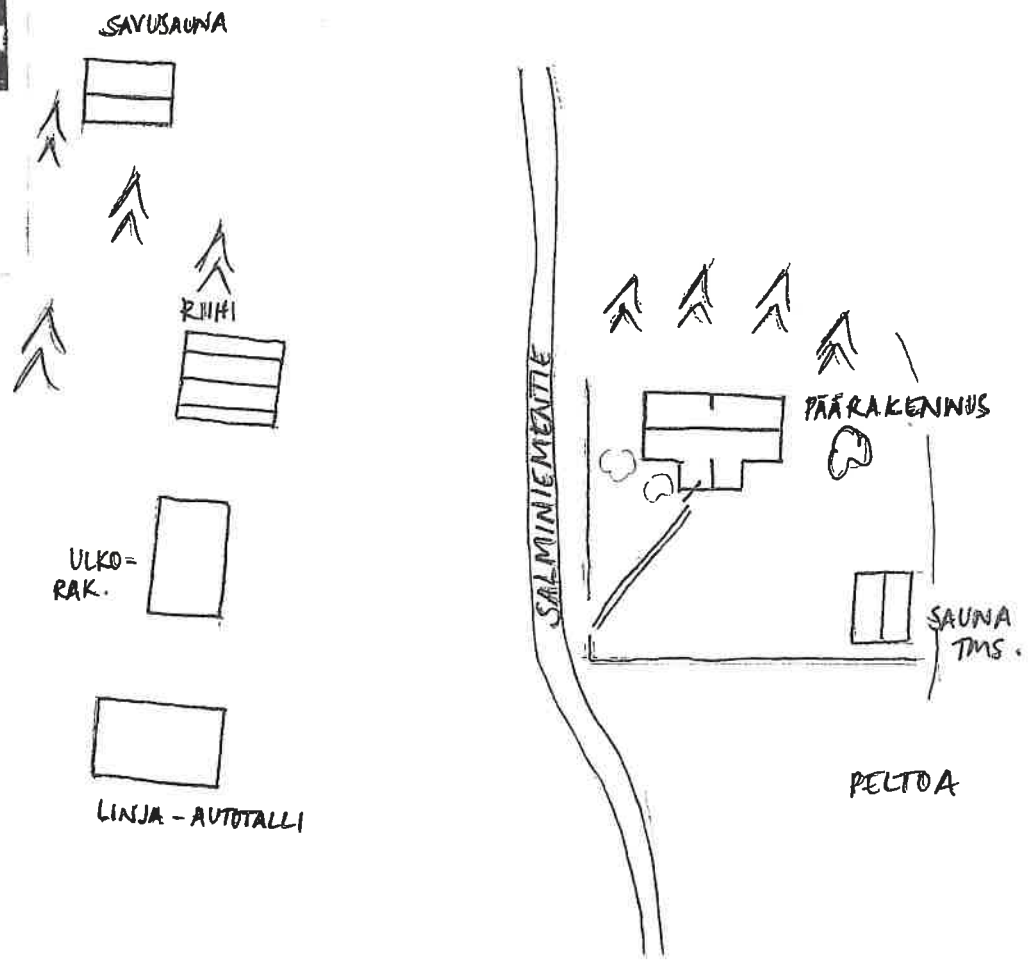 SAVUSAUNA
RIIHI
ULKO=
RAK.
LINJA-AUTOTALLI
SALMINIEMENTIE
PÄÄRAKENNUS
SAUNA
TMS.
PELTOA